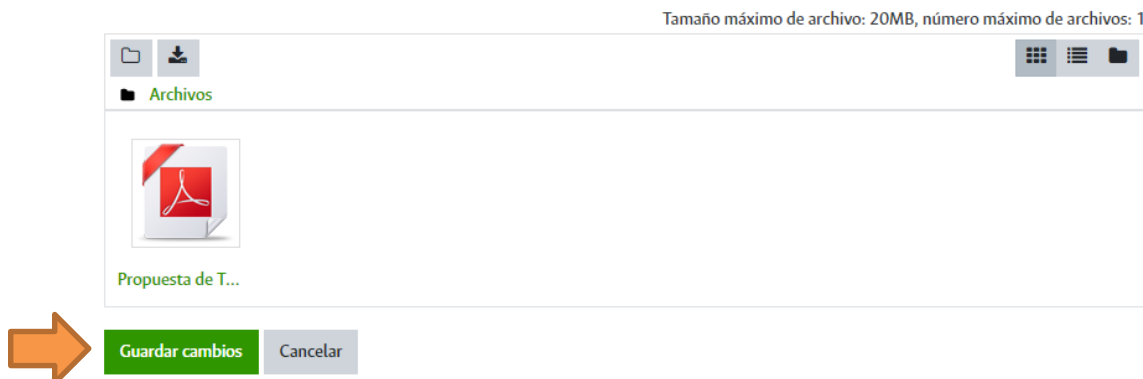 Tamaño máximo de archivo: 20MB, número máximo de archivos: 1
Archivos
Propuesta de T...
Guardar cambios Cancelar